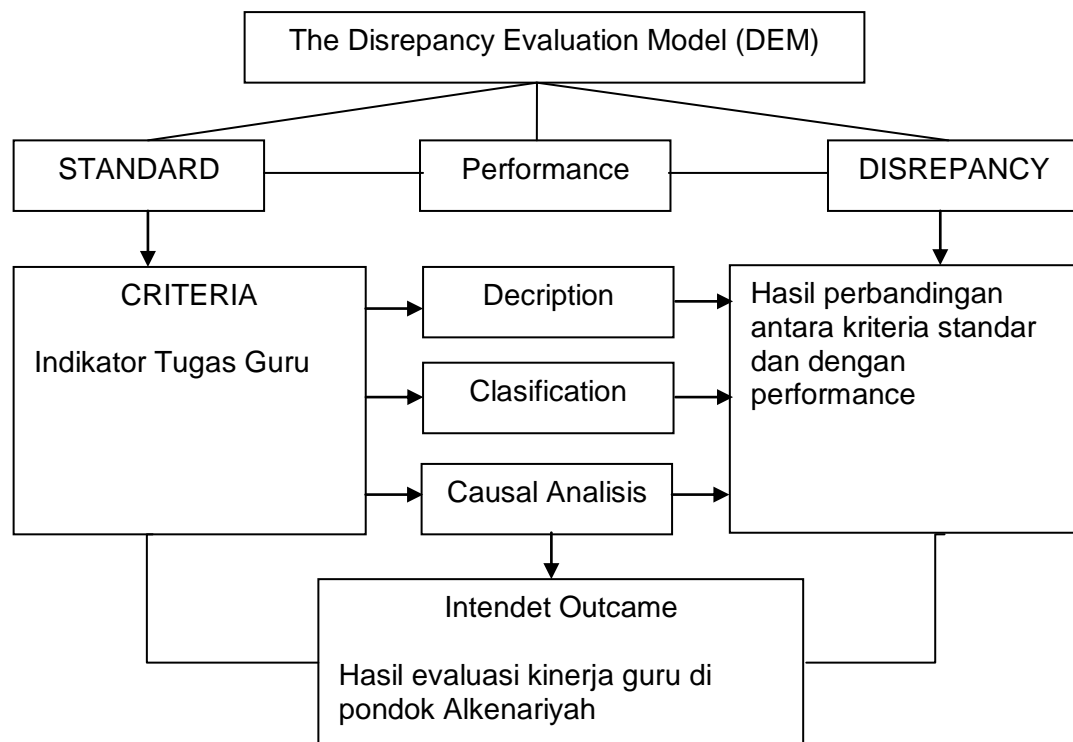 The Disrepancy Evaluation Model (DEM)
STANDARD
Performance
DISREPANCY
CRITERIA
Indikator Tugas Guru
Decription
Clasification
Causal Analisis
Hasil perbandingan
antara kriteria standar
dan dengan
performance
Intendet Outcame
Hasil evaluasi kinerja guru di
pondok Alkenariyah